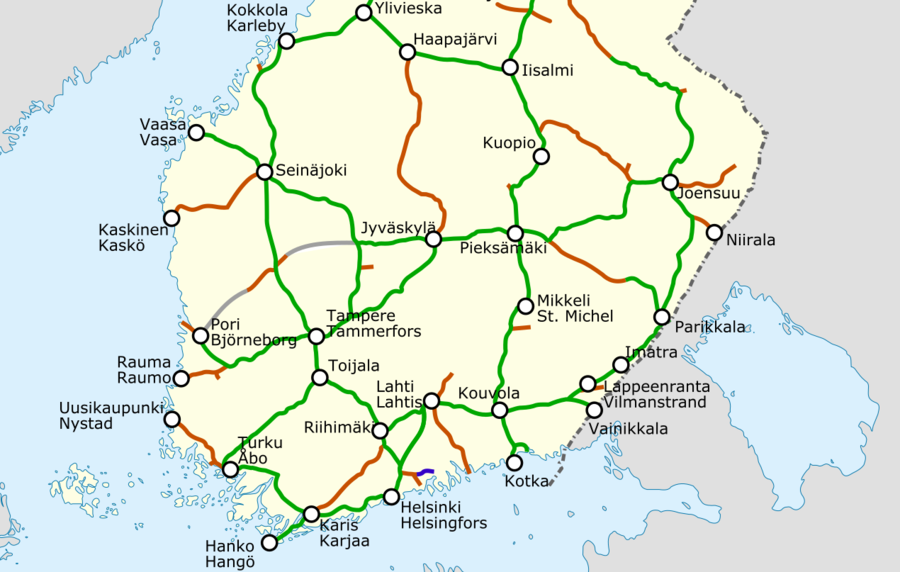 Kokkola
Karleby
Ylivieska
Haapajärvi
Iisalmi
Vaasa
Vasa
Kuopio
Seinäjoki
Joensuu
Kaskinen
Kaskö
Jyväskylä
Pieksämäki
Niirala
Mikkeli
St. Michel
Pori
Björneborg
Tampere
Tammerfors
Parikkala
Imatra
Rauma
Raumo
Toijala
Lahti
Lahtis
Kouvola
Lappeenranta
Vilmanstrand
Uusikaupunki
Nystad
Riihimäki
Vainikkala
Turku
Åbo
Kotka
Helsinki
Helsingfors
Karis
Karjaa
Hanko
Hangö